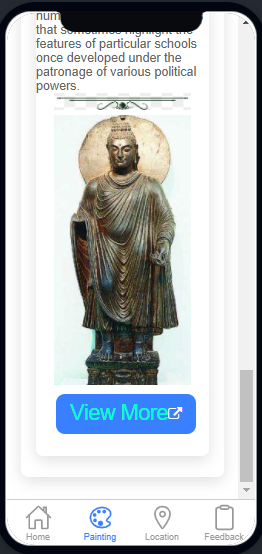 that sometimes highlight the
features of particular schools
once developed under the
patronage of various political
powers.
View More
Home
Painting
Location
Feedback